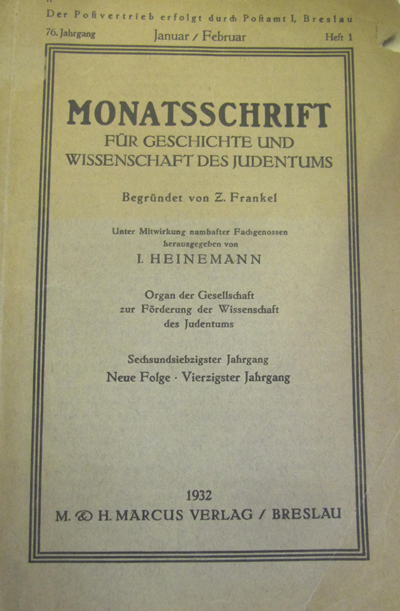 Der Postvertrieb erfolgt durch Postamt I, Breslau
76. Jahrgang Januar / Februar Heft 1
MONATSSCHRIFT
FÜR GESCHICHTE UND
WISSENSCHAFT DES JUDENTUMS
Begründet von Z. Frankel
Unter Mitwirkung namhafter Fachgenossen
herausgegeben von
I. HEINEMANN
Organ der Gesellschaft
zur Förderung der Wissenschaft
des Judentums
Sechsundsiebzigster Jahrgang
Neue Folge · Vierzigster Jahrgang
1932
M. & H. MARCUS VERLAG / BRESLAU